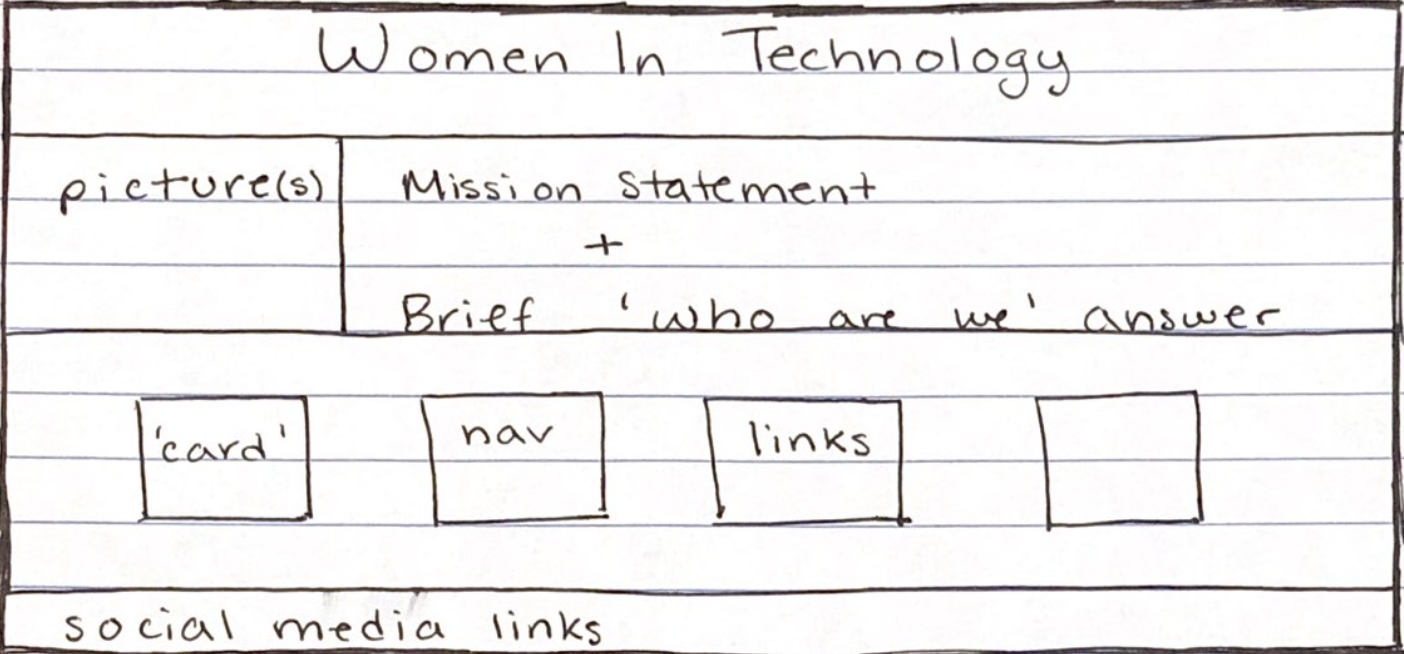 Women In Technology
picture(s)
Mission Statement
+
Brief 'who are we' answer
'card'
nav
links
social media links